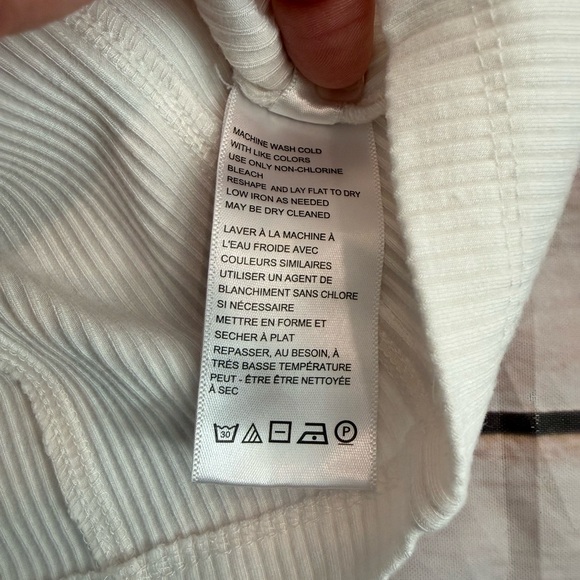 MACHINE WASH COLD
WITH LIKE COLORS
USE ONLY NON-CHLORINE
BLEACH
RESHAPE AND LAY FLAT TO DRY
LOW IRON AS NEEDED
MAY BE DRY CLEANED
LAVER À LA MACHINE À
L'EAU FROIDE AVEC
COULEURS SIMILAIRES
UTILISER UN AGENT DE
BLANCHIMENT SANS CHLORE
SI NÉCESSAIRE
METTRE EN FORME ET
SECHER À PLAT
REPASSER, AU BESOIN, À
TRÉS BASSE TEMPÉRATURE
PEUT - ÊTRE ÊTRE NETTOYÉE
À SEC
30 P